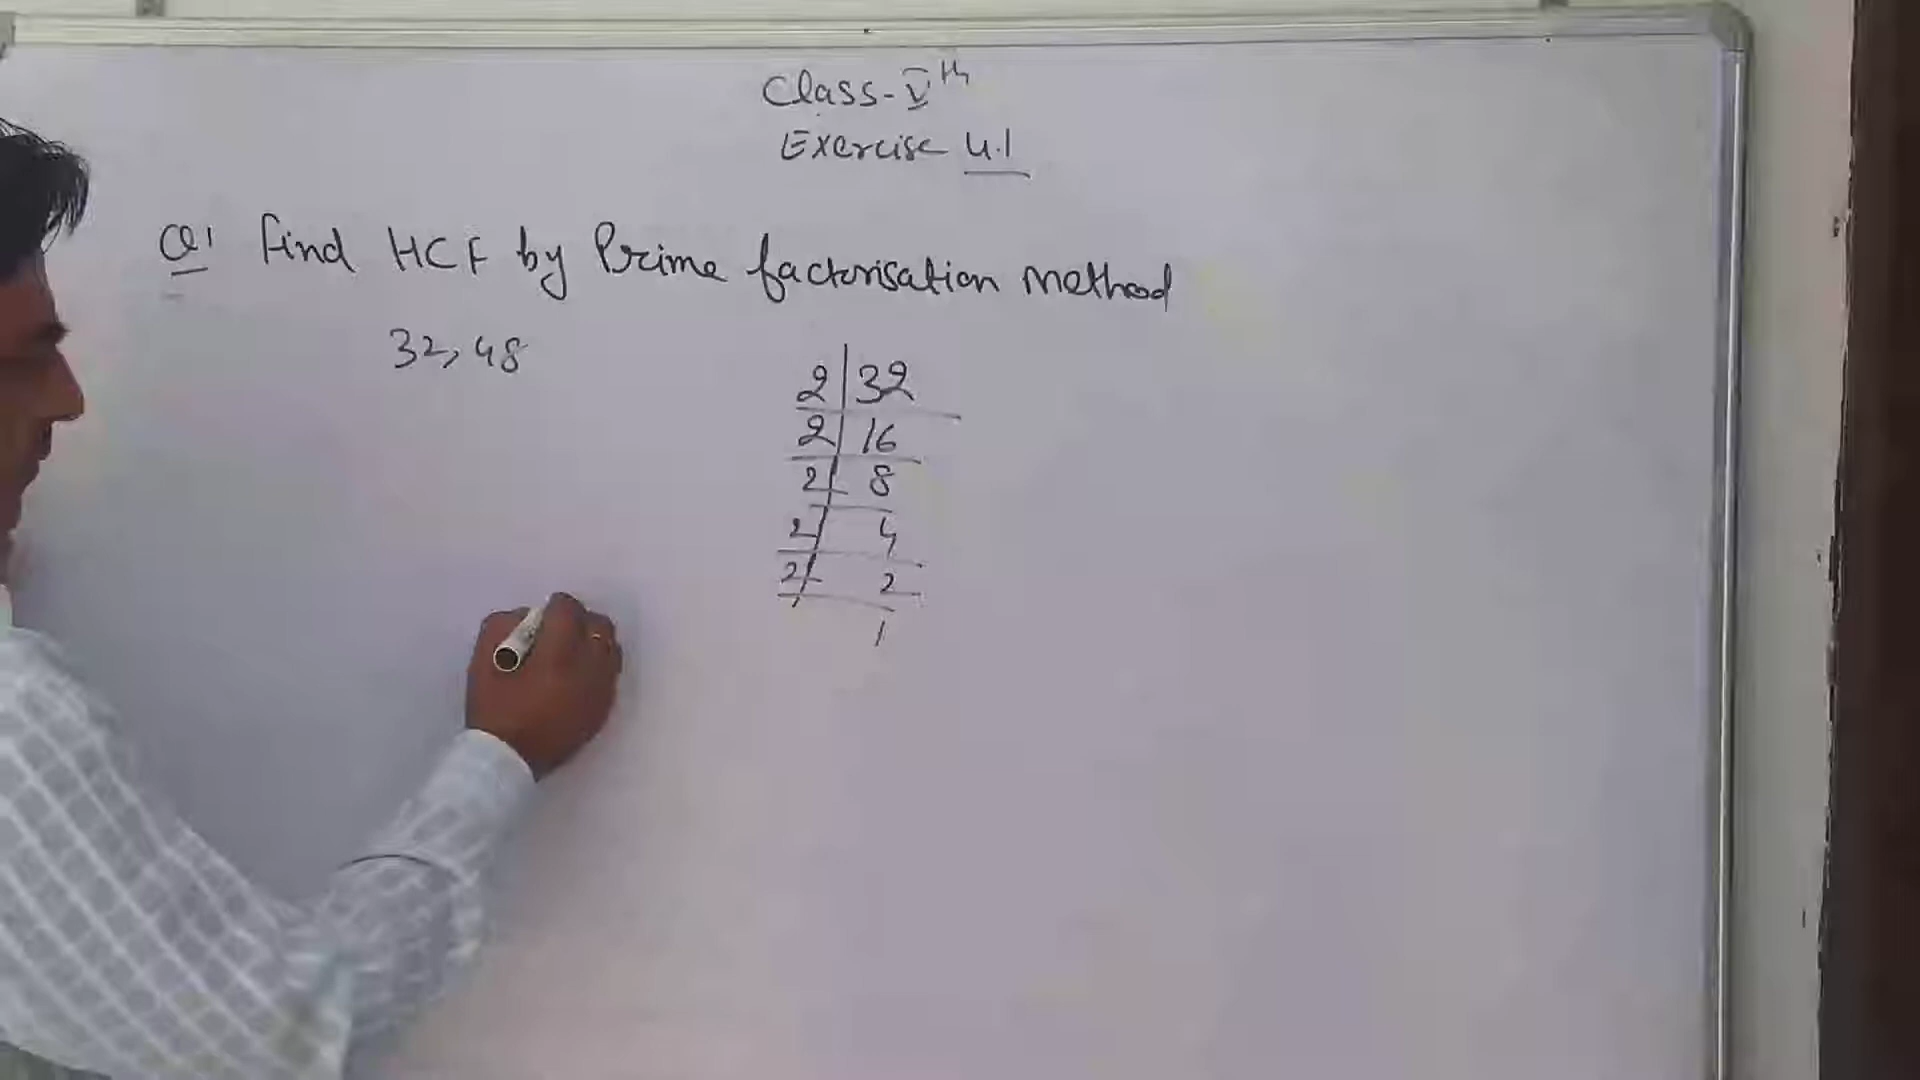 Class-Vth
Exercise 4.1
Q1 Find HCF by Prime factorisation Method
32, 48
2 | 32
2 | 16
2 | 8
2 | 4
2 | 2
1